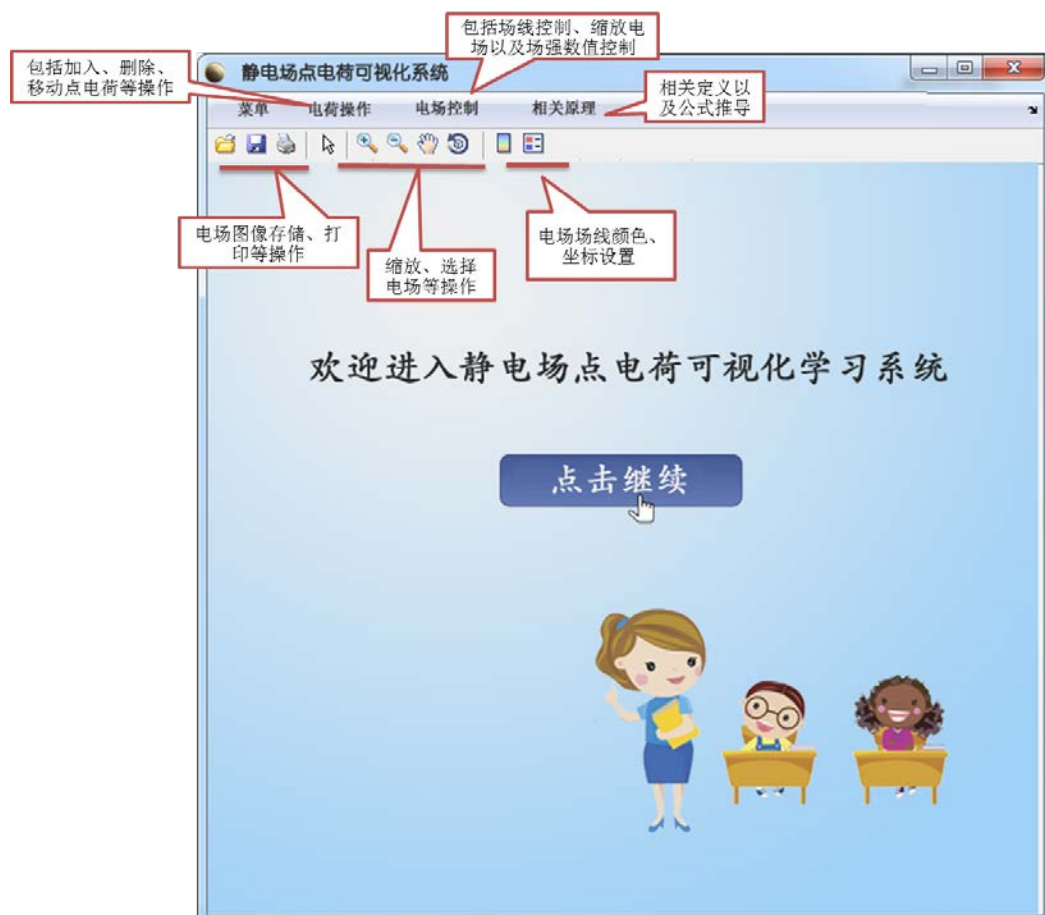 包括场线控制、缩放电
场以及场强数值控制
包括加入、删除、
移动点电荷等操作
静电场点电荷可视化系统
相关定义以
及公式推导
菜单 电荷操作 电场控制 相关原理
电场图像存储、打
印等操作
缩放、选择
电场等操作
电场场线颜色、
坐标设置
欢迎进入静电场点电荷可视化学习系统
点击继续